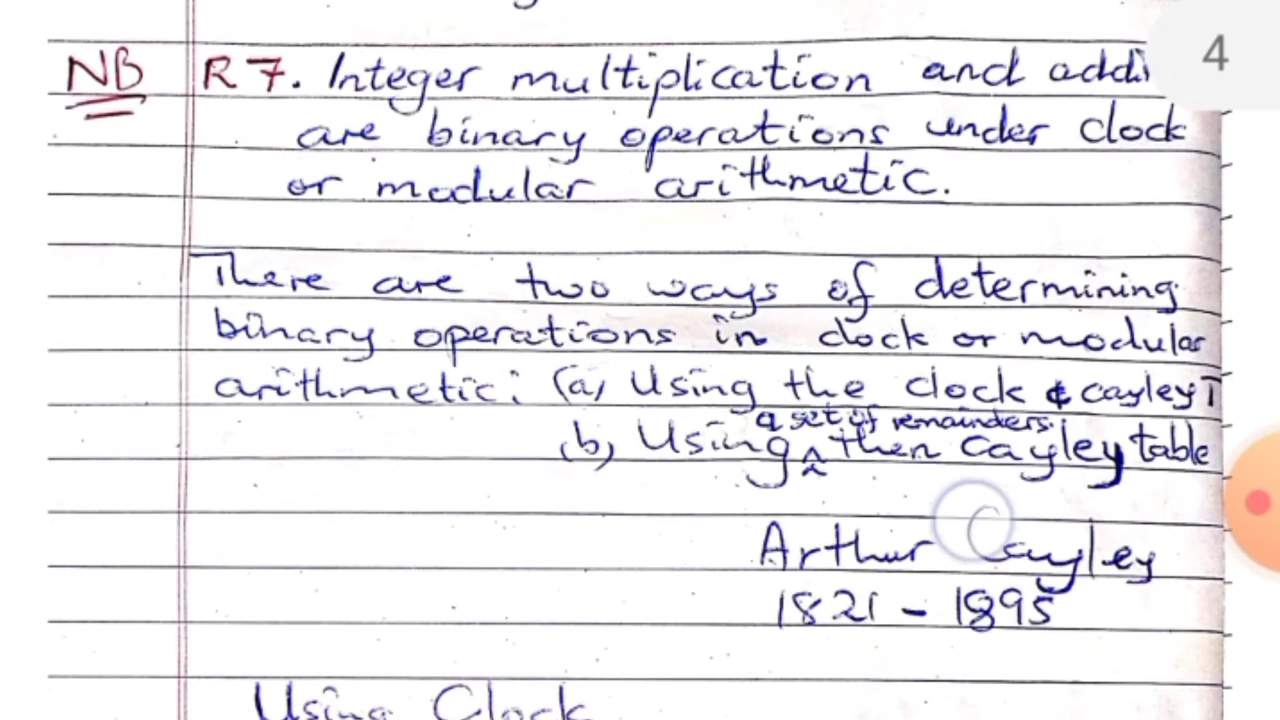 4
NB R7. Integer multiplication and addi
are binary operations under clock
or modular arithmetic.
There are two ways of determining
binary operations in clock or modular
arithmetic: (a) Using the clock & cayley T
a set of remainders
(b) Using ^ then Cayley table
Arthur Cayley
1821 - 1895
Using Clock